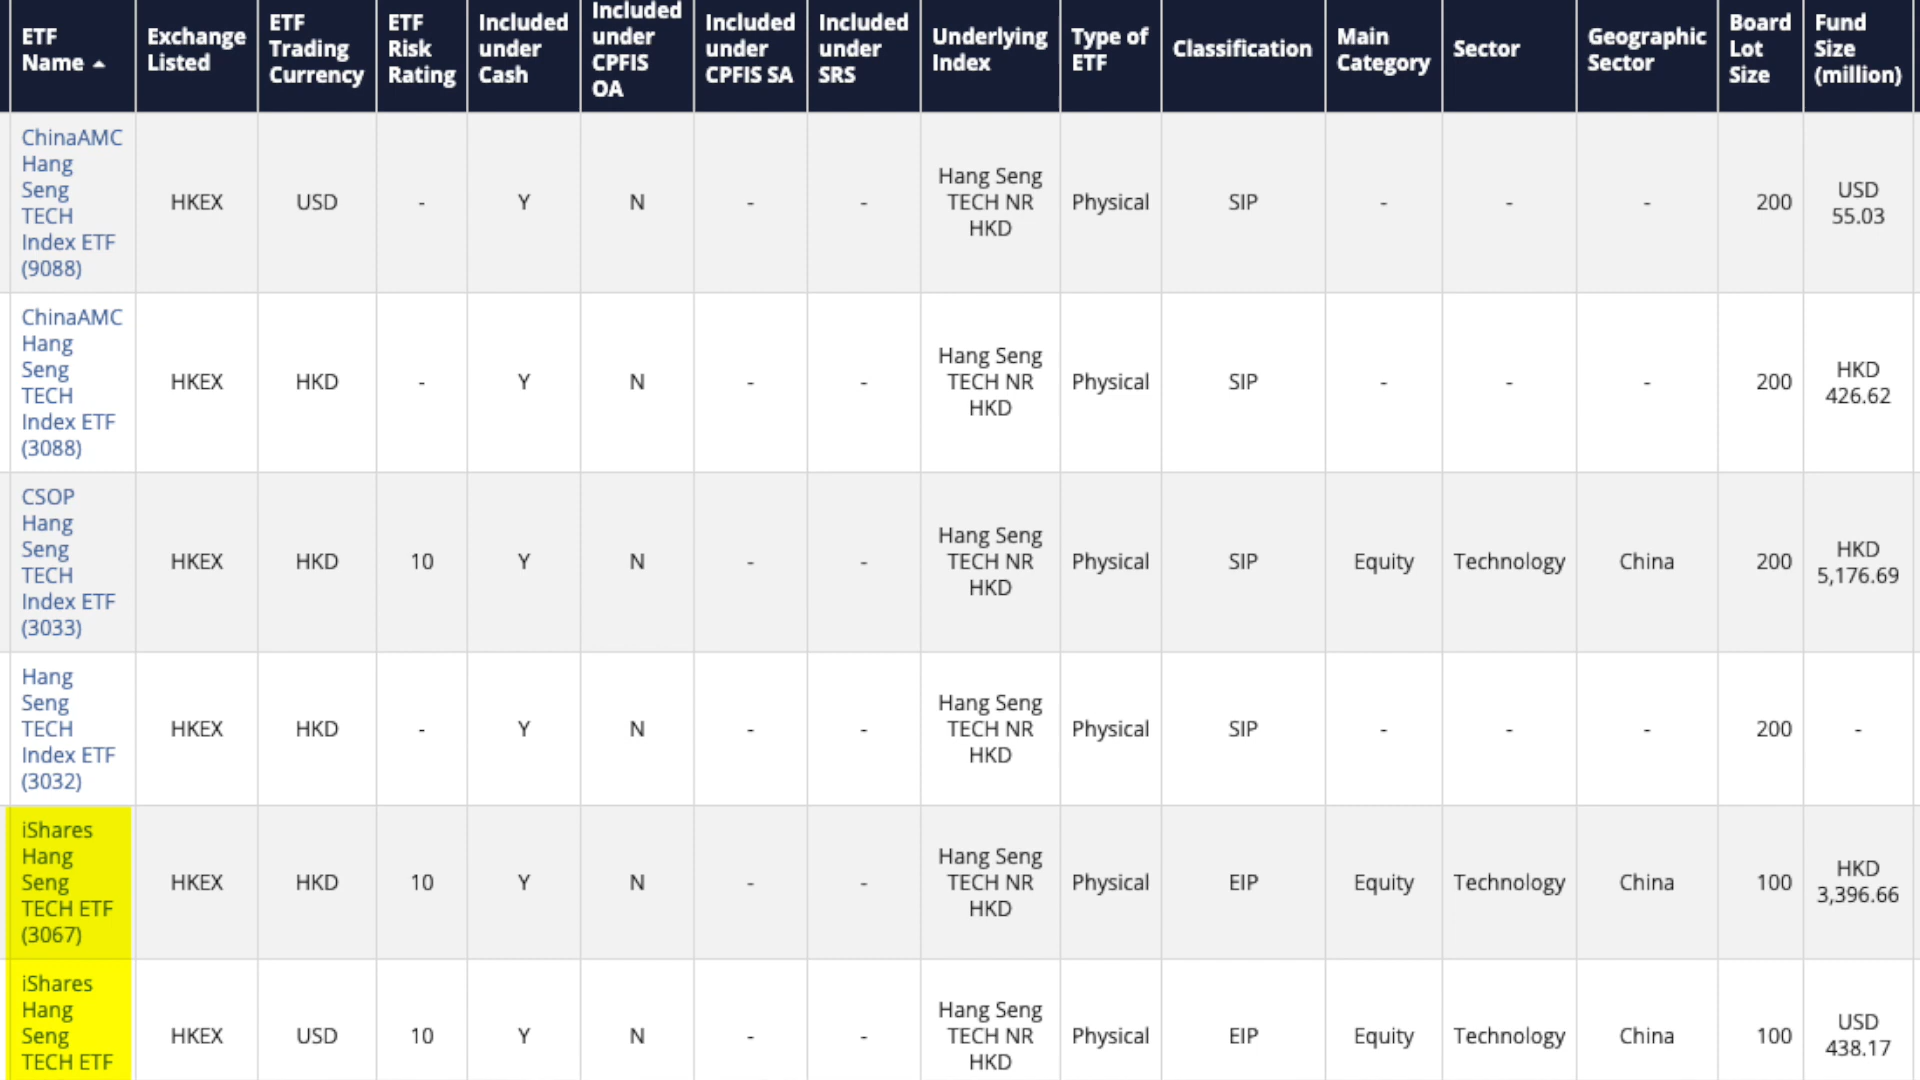 ETF Name
Exchange Listed
ETF Trading Currency
ETF Risk Rating
Included under Cash
Included under CPFIS OA
Included under CPFIS SA
Included under SRS
Underlying Index
Type of ETF
Classification
Main Category
Sector
Geographic Sector
Board Lot Size
Fund Size (million)
ChinaAMC Hang Seng TECH Index ETF (9088)
HKEX
USD
-
Y
N
-
-
Hang Seng TECH NR HKD
Physical
SIP
-
-
-
200
USD 55.03
ChinaAMC Hang Seng TECH Index ETF (3088)
HKEX
HKD
-
Y
N
-
-
Hang Seng TECH NR HKD
Physical
SIP
-
-
-
200
HKD 426.62
CSOP Hang Seng TECH Index ETF (3033)
HKEX
HKD
10
Y
N
-
-
Hang Seng TECH NR HKD
Physical
SIP
Equity
Technology
China
200
HKD 5,176.69
Hang Seng TECH Index ETF (3032)
HKEX
HKD
-
Y
N
-
-
Hang Seng TECH NR HKD
Physical
SIP
-
-
-
200
-
iShares Hang Seng TECH ETF (3067)
HKEX
HKD
10
Y
N
-
-
Hang Seng TECH NR HKD
Physical
EIP
Equity
Technology
China
100
HKD 3,396.66
iShares Hang Seng TECH ETF
HKEX
USD
10
Y
N
-
-
Hang Seng TECH NR HKD
Physical
EIP
Equity
Technology
China
100
USD 438.17